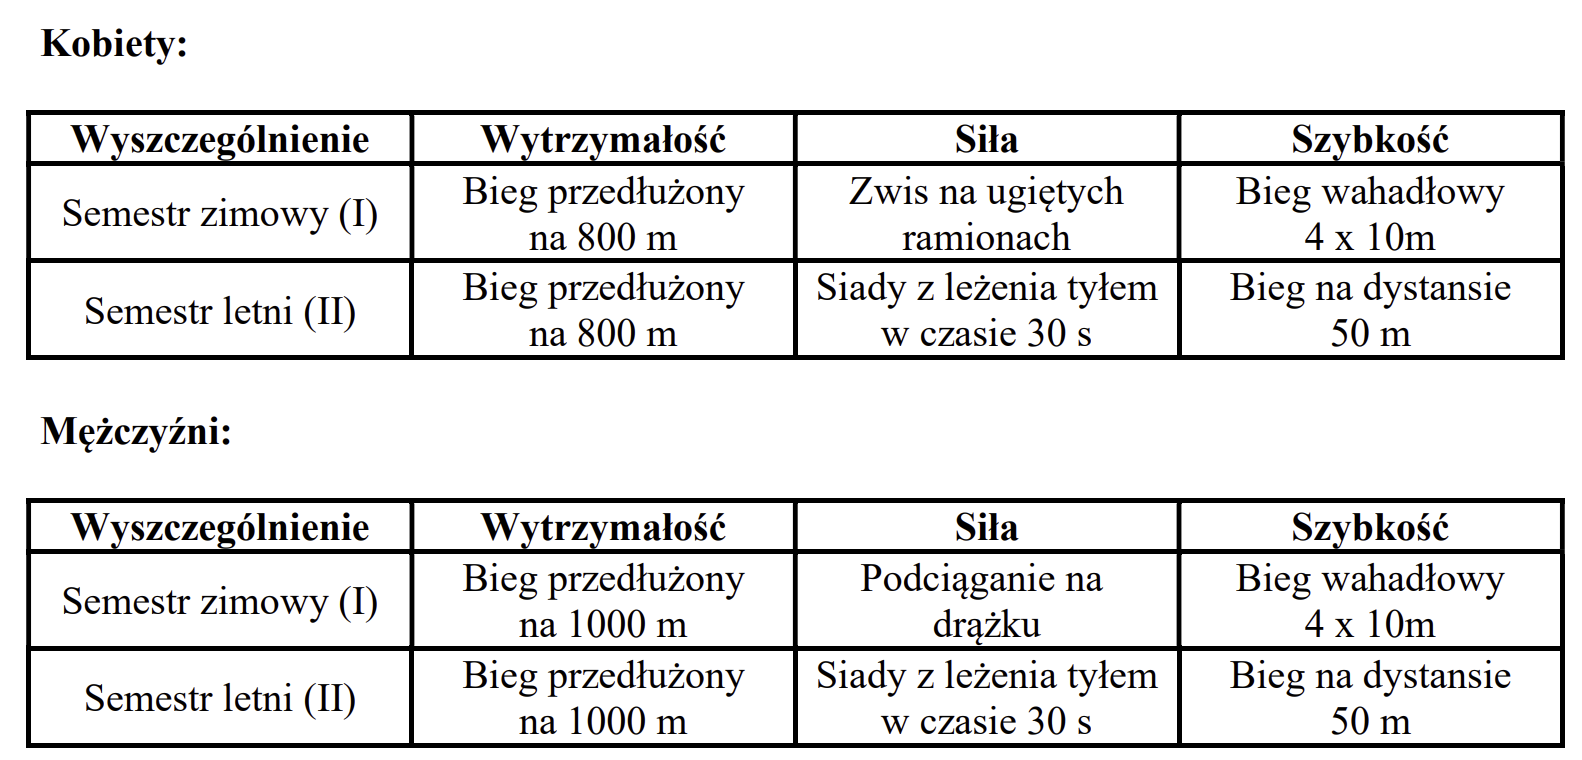 Kobiety:
Wyszczególnienie Wytrzymałość Siła Szybkość
Semestr zimowy (I) Bieg przedłużony na 800 m Zwis na ugiętych ramionach Bieg wahadłowy 4 x 10m
Semestr letni (II) Bieg przedłużony na 800 m Siady z leżenia tyłem w czasie 30 s Bieg na dystansie 50 m
Mężczyźni:
Wyszczególnienie Wytrzymałość Siła Szybkość
Semestr zimowy (I) Bieg przedłużony na 1000 m Podciąganie na drążku Bieg wahadłowy 4 x 10m
Semestr letni (II) Bieg przedłużony na 1000 m Siady z leżenia tyłem w czasie 30 s Bieg na dystansie 50 m